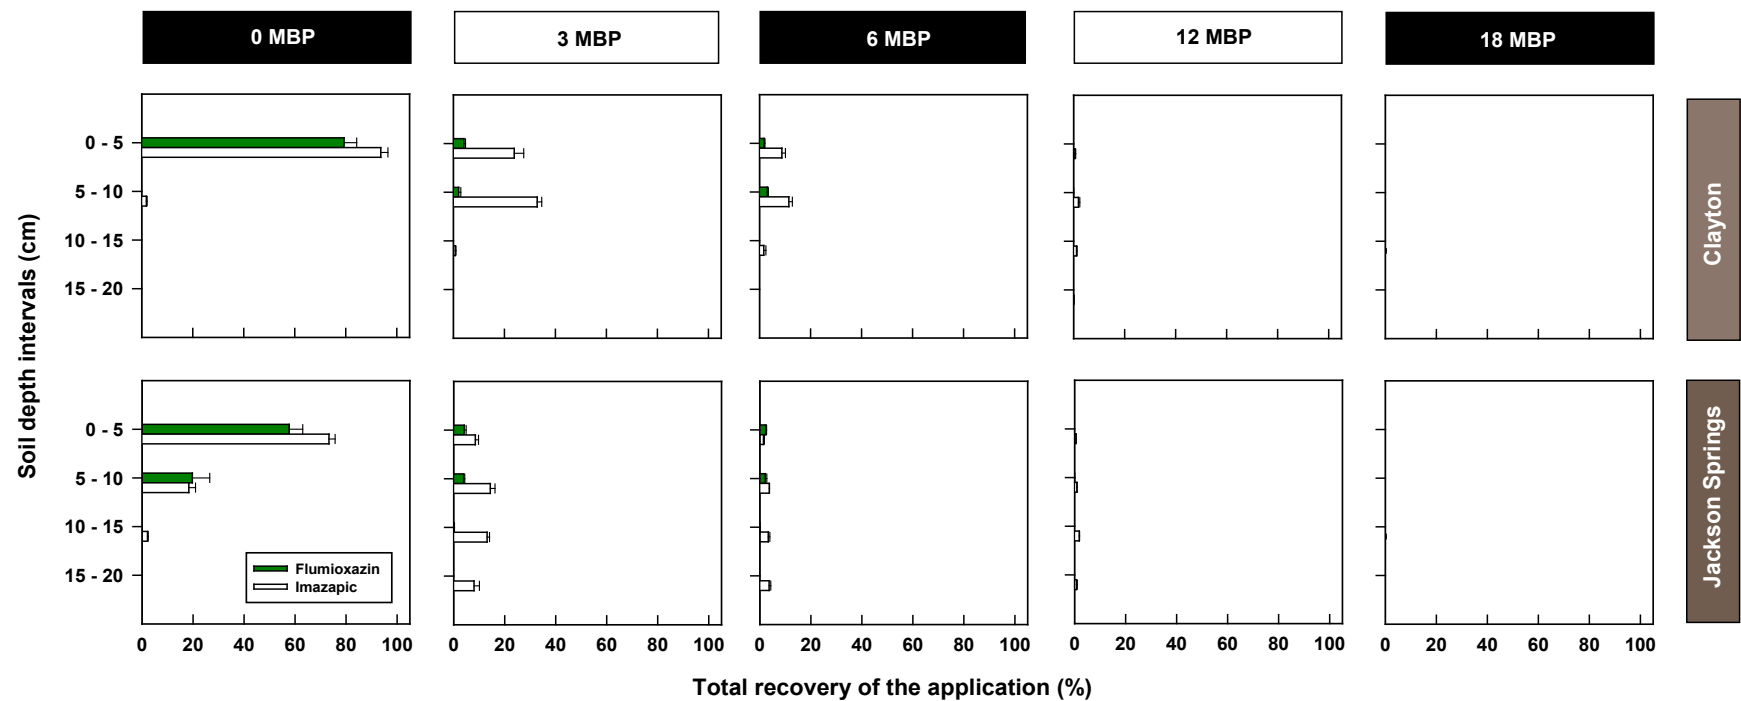 0 MBP
3 MBP
6 MBP
12 MBP
18 MBP
Soil depth intervals (cm)
0 - 5
5 - 10
10 - 15
15 - 20
Clayton
0 - 5
5 - 10
10 - 15
15 - 20
Flumioxazin
Imazapic
Jackson Springs
0 20 40 60 80 100
0 20 40 60 80 100
0 20 40 60 80 100
0 20 40 60 80 100
0 20 40 60 80 100
Total recovery of the application (%)